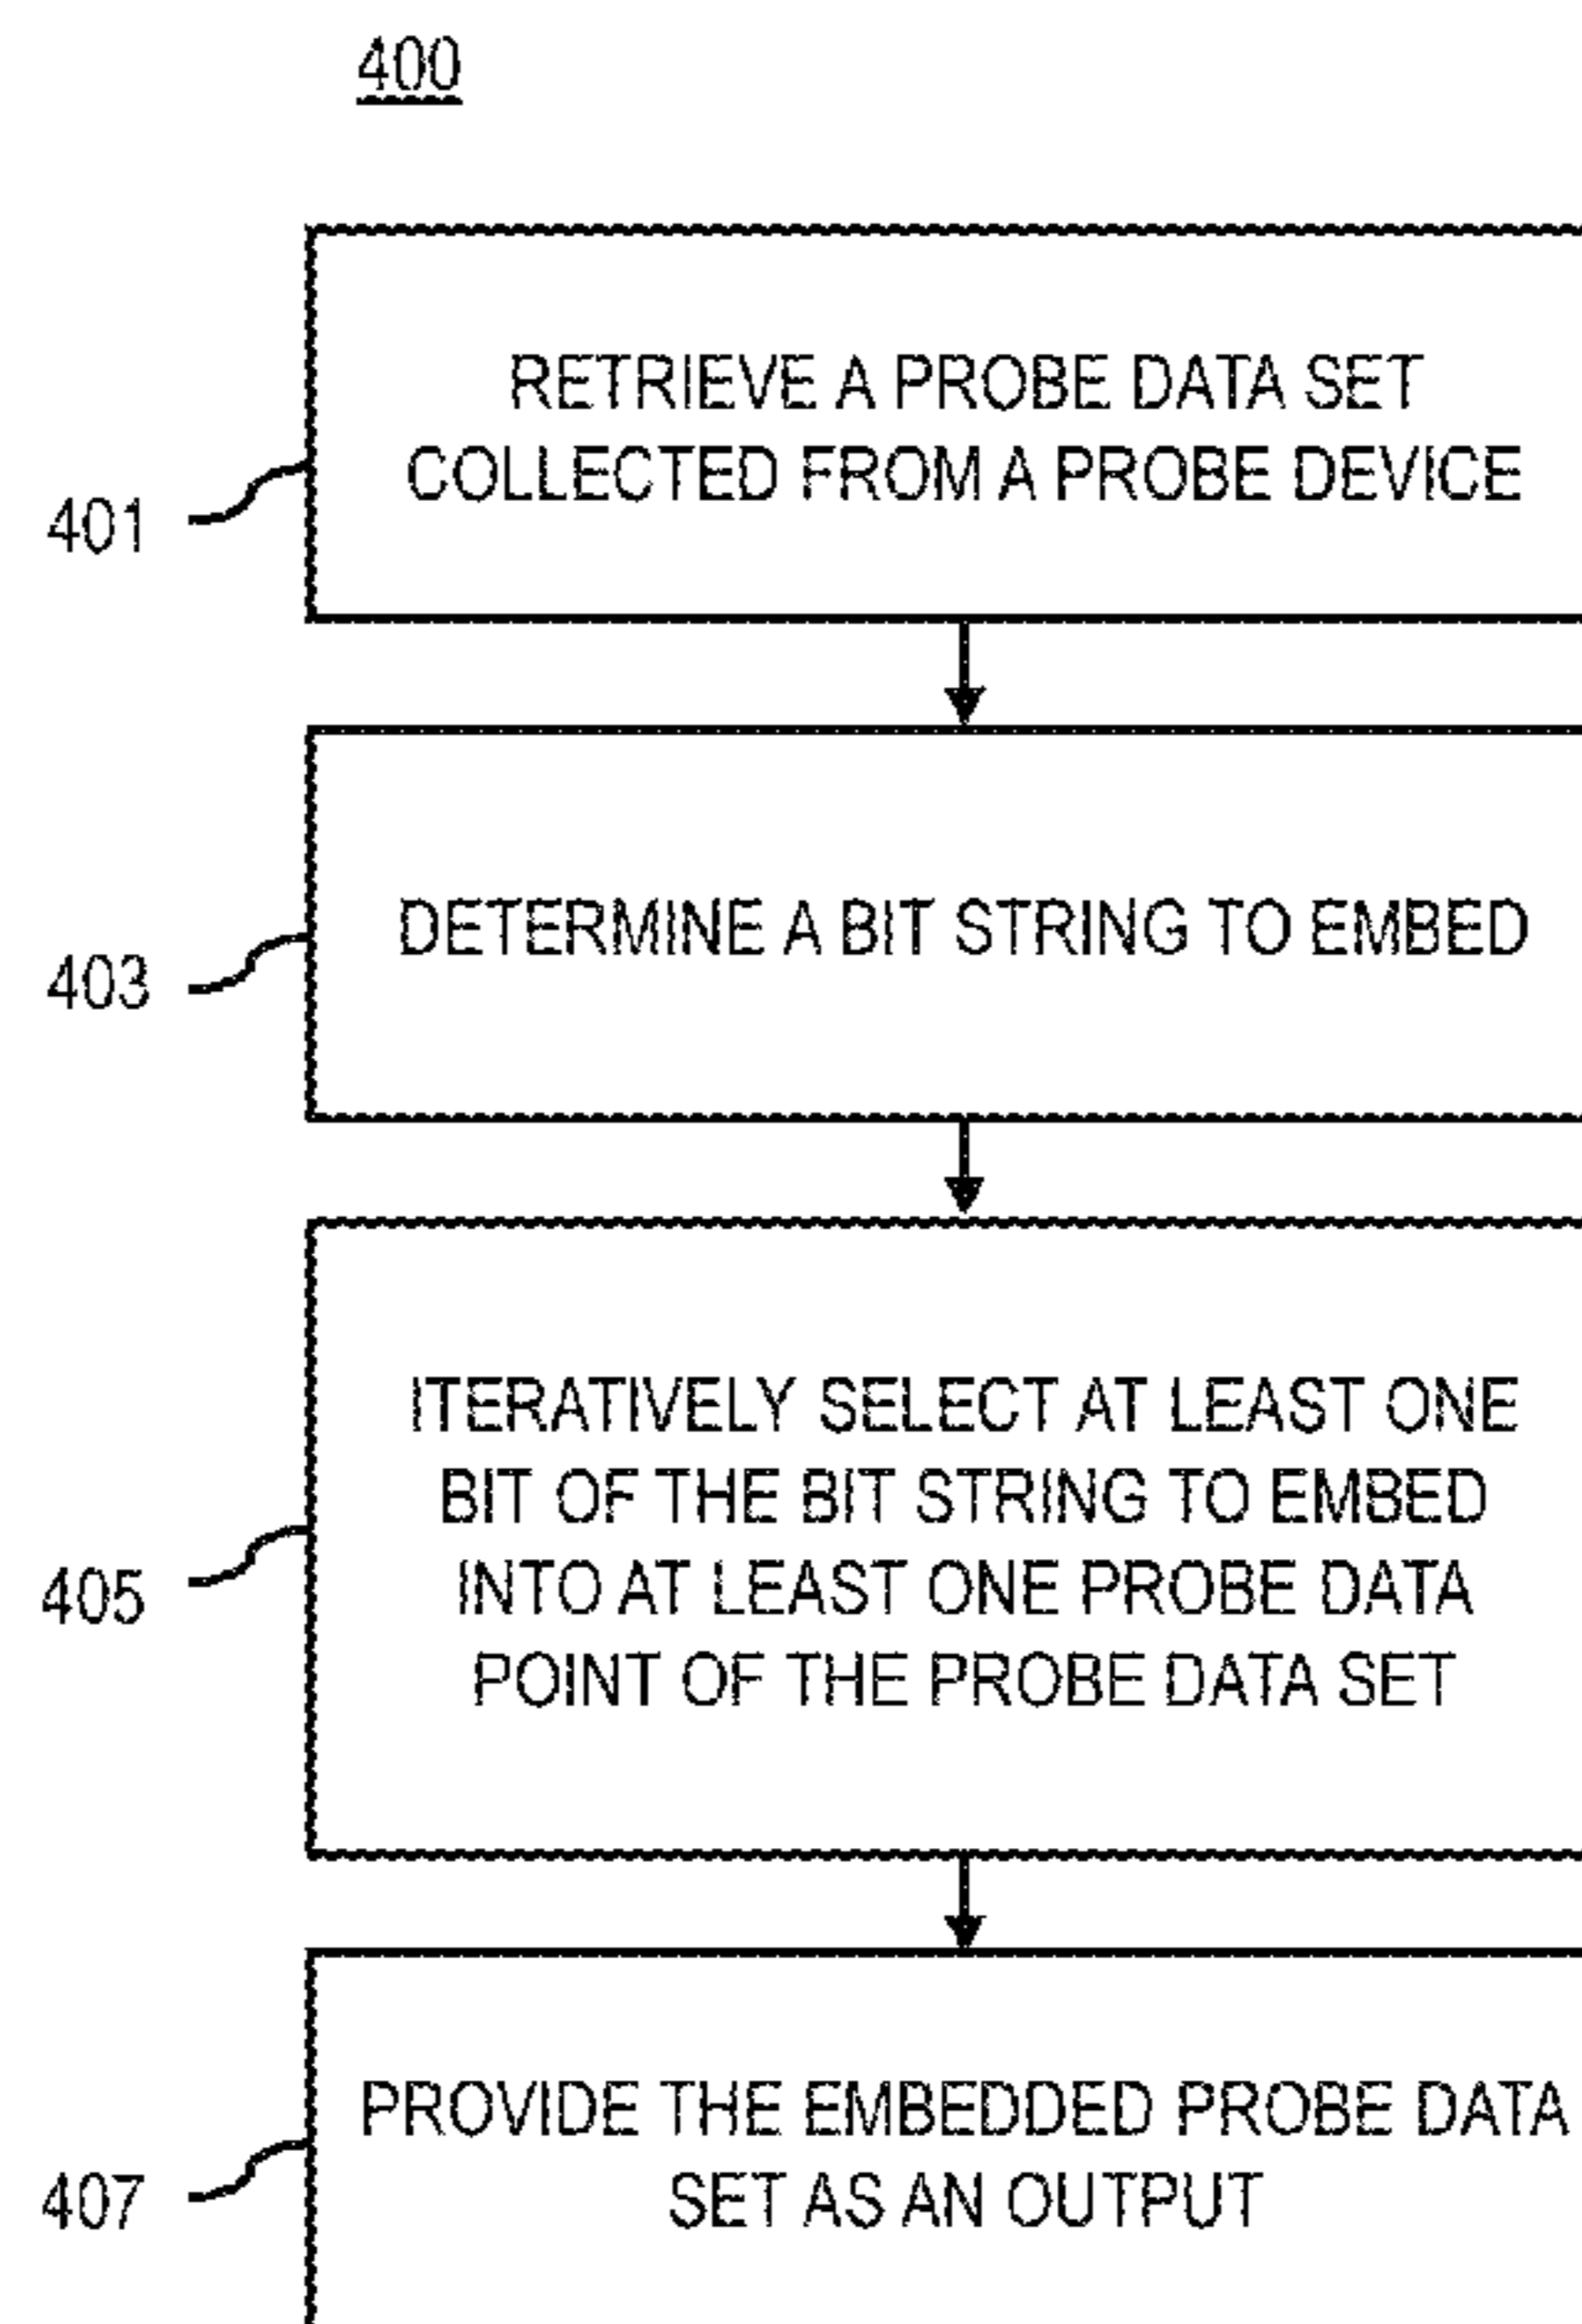 400
RETRIEVE A PROBE DATA SET
COLLECTED FROM A PROBE DEVICE
401
DETERMINE A BIT STRING TO EMBED
403
ITERATIVELY SELECT AT LEAST ONE
BIT OF THE BIT STRING TO EMBED
INTO AT LEAST ONE PROBE DATA
POINT OF THE PROBE DATA SET
405
PROVIDE THE EMBEDDED PROBE DATA
SET AS AN OUTPUT
407